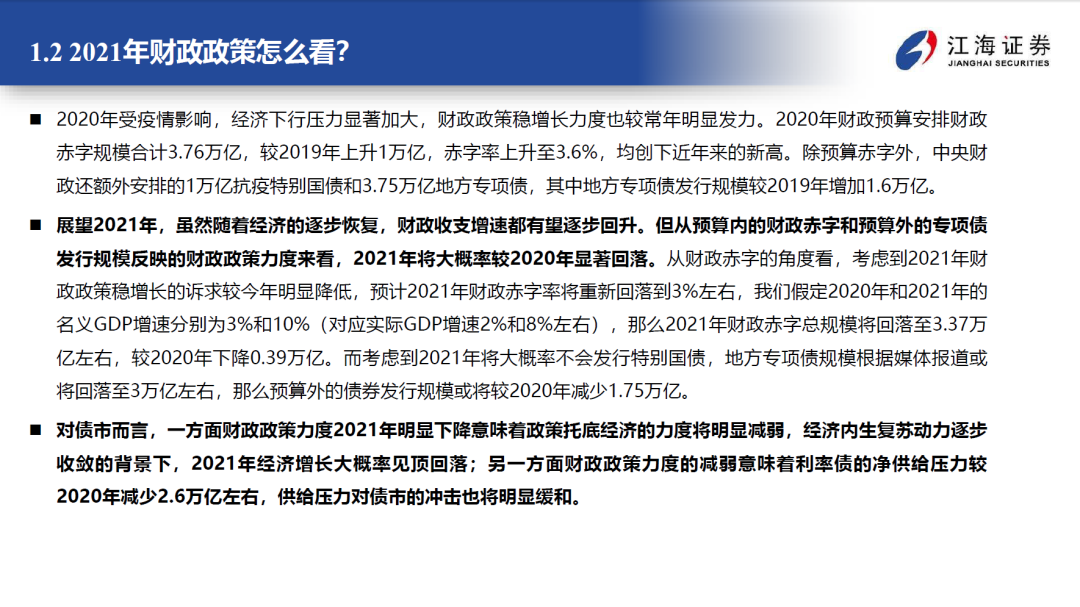 1.2 2021年财政政策怎么看？
江海证券
JIANGHAI SECURITIES
■ 2020年受疫情影响，经济下行压力显著加大，财政政策稳增长力度也较常年明显发力。2020年财政预算安排财政
赤字规模合计3.76万亿，较2019年上升1万亿，赤字率上升至3.6%，均创下近年来的新高。除预算赤字外，中央财
政还额外安排的1万亿抗疫特别国债和3.75万亿地方专项债，其中地方专项债发行规模较2019年增加1.6万亿。
■ 展望2021年，虽然随着经济的逐步恢复，财政收支增速都有望逐步回升。但从预算内的财政赤字和预算外的专项债
发行规模反映的财政政策力度来看，2021年将大概率较2020年显著回落。从财政赤字的角度看，考虑到2021年财
政政策稳增长的诉求较今年明显降低，预计2021年财政赤字率将重新回落到3%左右，我们假定2020年和2021年的
名义GDP增速分别为3%和10%（对应实际GDP增速2%和8%左右），那么2021年财政赤字总规模将回落至3.37万
亿左右，较2020年下降0.39万亿。而考虑到2021年将大概率不会发行特别国债，地方专项债规模根据媒体报道或
将回落至3万亿左右，那么预算外的债券发行规模或将较2020年减少1.75万亿。
■ 对债市而言，一方面财政政策力度2021年明显下降意味着政策托底经济的力度将明显减弱，经济内生复苏动力逐步
收敛的背景下，2021年经济增长大概率见顶回落；另一方面财政政策力度的减弱意味着利率债的净供给压力较
2020年减少2.6万亿左右，供给压力对债市的冲击也将明显缓和。